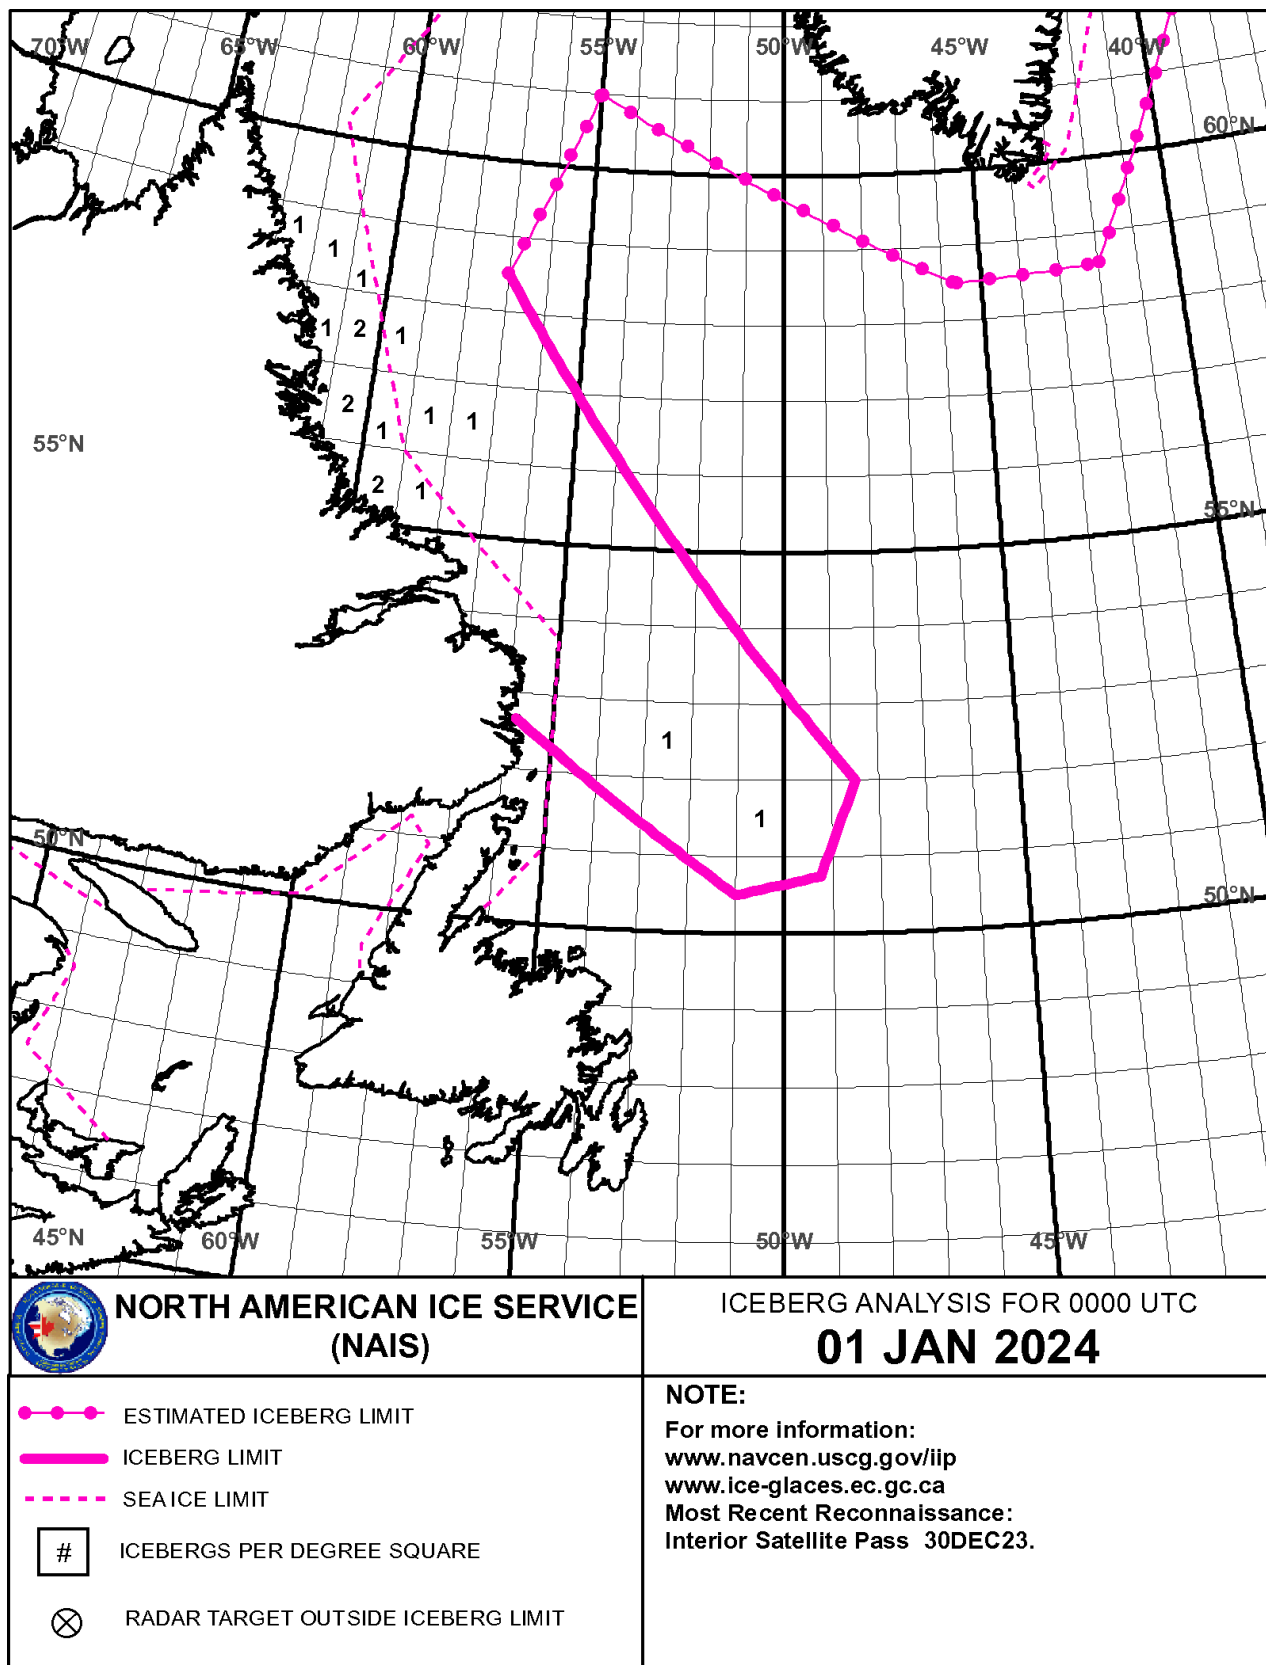 70°W 65°W 60°W 55°W 50°W 45°W 40°W
60°N
1
1
1
1 2 1
2 1 1
1
55°N
2 1
55°N
1
1
50°N
50°N
45°N 60°W 55°W 50°W 45°W
NORTH AMERICAN ICE SERVICE
(NAIS)
ICEBERG ANALYSIS FOR 0000 UTC
01 JAN 2024
ESTIMATED ICEBERG LIMIT
ICEBERG LIMIT
SEA ICE LIMIT
# ICEBERGS PER DEGREE SQUARE
RADAR TARGET OUTSIDE ICEBERG LIMIT
NOTE:
For more information:
www.navcen.uscg.gov/iip
www.ice-glaces.ec.gc.ca
Most Recent Reconnaissance:
Interior Satellite Pass 30DEC23.